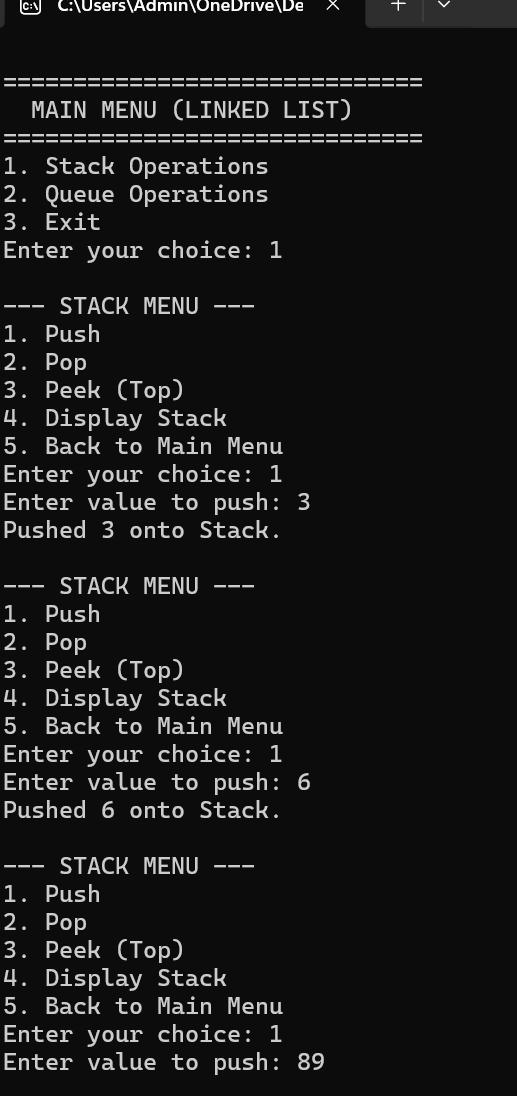 C:\Users\Admin\OneDrive\De
==============================
MAIN MENU (LINKED LIST)
==============================
1. Stack Operations
2. Queue Operations
3. Exit
Enter your choice: 1
--- STACK MENU ---
1. Push
2. Pop
3. Peek (Top)
4. Display Stack
5. Back to Main Menu
Enter your choice: 1
Enter value to push: 3
Pushed 3 onto Stack.
--- STACK MENU ---
1. Push
2. Pop
3. Peek (Top)
4. Display Stack
5. Back to Main Menu
Enter your choice: 1
Enter value to push: 6
Pushed 6 onto Stack.
--- STACK MENU ---
1. Push
2. Pop
3. Peek (Top)
4. Display Stack
5. Back to Main Menu
Enter your choice: 1
Enter value to push: 89